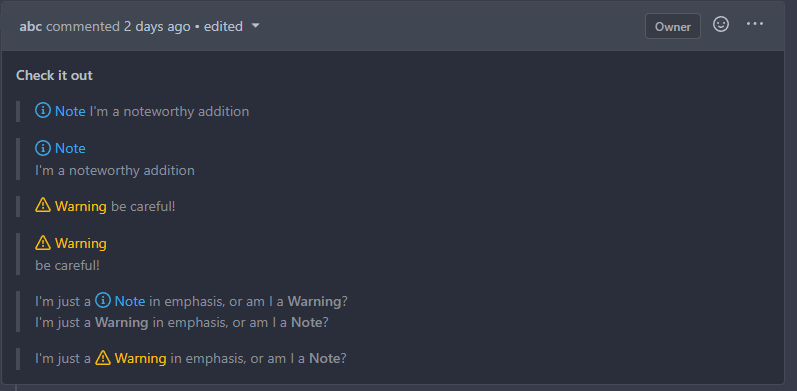 abc commented 2 days ago • edited
Owner
Check it out
Note I'm a noteworthy addition
Note
I'm a noteworthy addition
Warning be careful!
Warning
be careful!
I'm just a Note in emphasis, or am I a Warning?
I'm just a Warning in emphasis, or am I a Note?
I'm just a Warning in emphasis, or am I a Note?